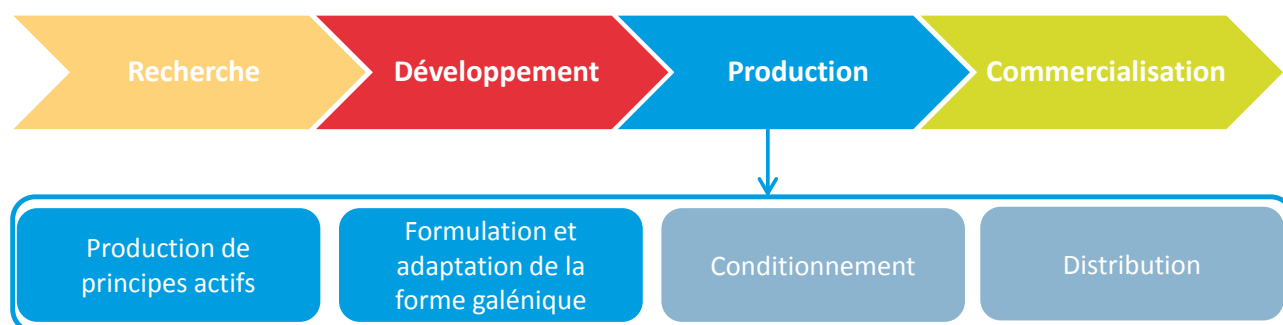 Recherche
Développement
Production
Commercialisation
Production de
principes actifs
Formulation et
adaptation de la
forme galénique
Conditionnement
Distribution